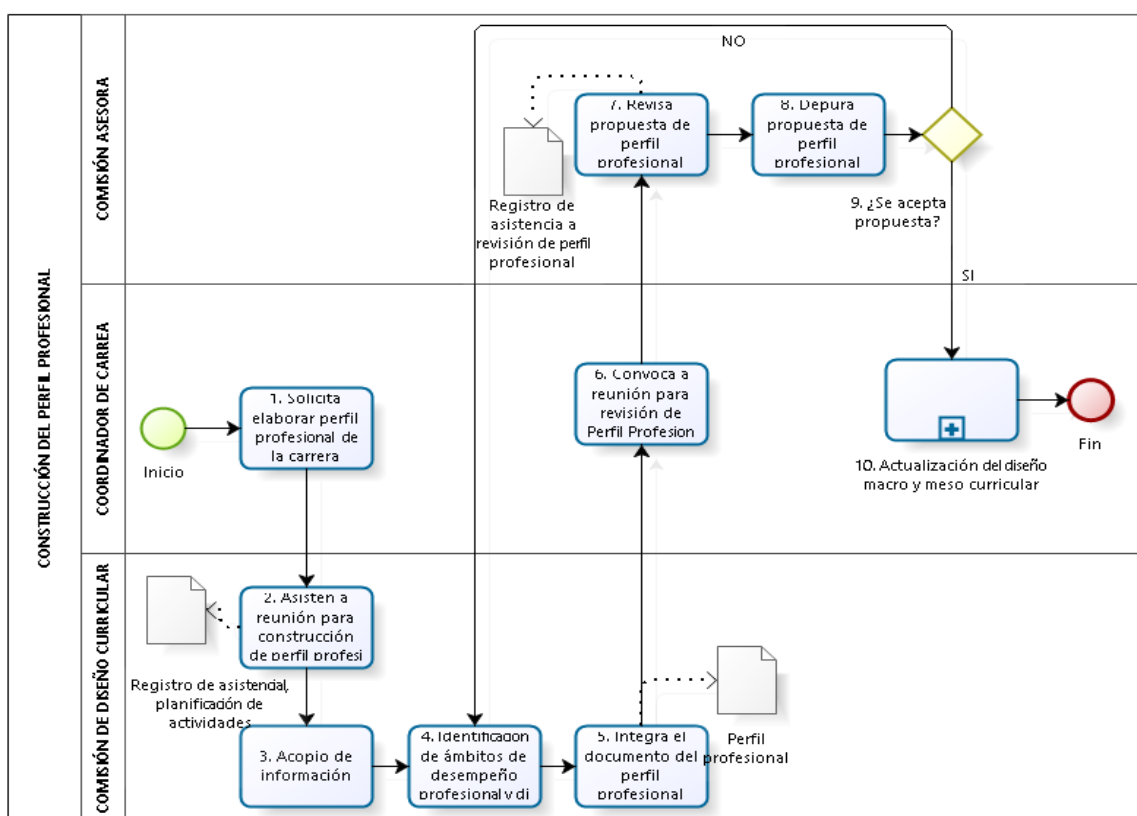 CONSTRUCCIÓN DEL PERFIL PROFESIONAL
COMISIÓN ASESORA
NO
7. Revisa
propuesta de
perfil
profesional
8. Depura
propuesta de
perfil
profesional
Registro de
asistencia a
revisión de perfil
profesional
9. ¿Se acepta
propuesta?
SI
COORDINADOR DE CARREA
Inicio
1. Solicita
elaborar perfil
profesional de
la carrera
6. Convoca a
reunión para
revisión de
Perfil Profesion
10. Actualización del diseño
macro y meso curricular
Fin
COMISIÓN DE DISEÑO CURRICULAR
2. Asisten a
reunión para
construcción
de perfil profesi
Registro de asistencial,
planificación de
actividades
3. Acopio de
información
4. Identificación
de ámbitos de
desempeño
profesional y di
5. Integra el
documento del
perfil
profesional
Perfil
profesional